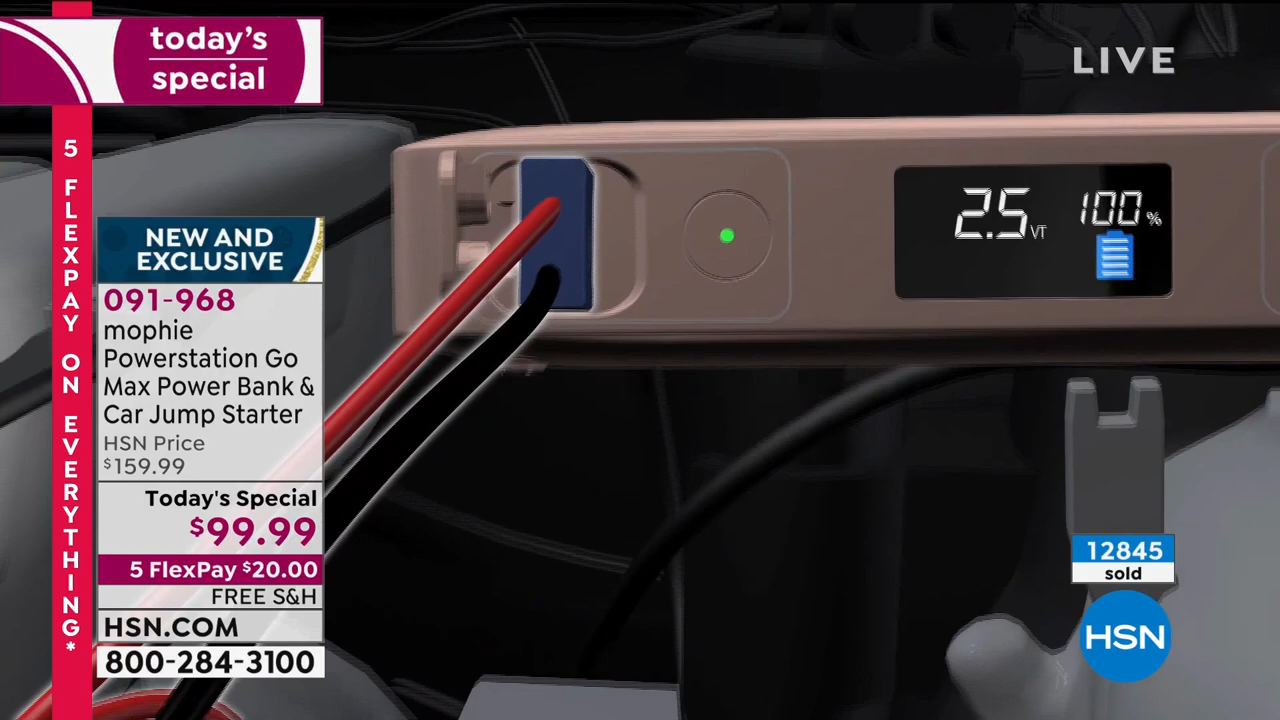 today's
special
LIVE
5 FLEXPAY ON EVERYTHING*
NEW AND
EXCLUSIVE
091-968
mophie
Powerstation Go
Max Power Bank &
Car Jump Starter
HSN Price
$159.99
Today's Special
$99.99
5 FlexPay $20.00
FREE S&H
HSN.COM
800-284-3100
2.5 VT
100 %
12845
sold
HSN